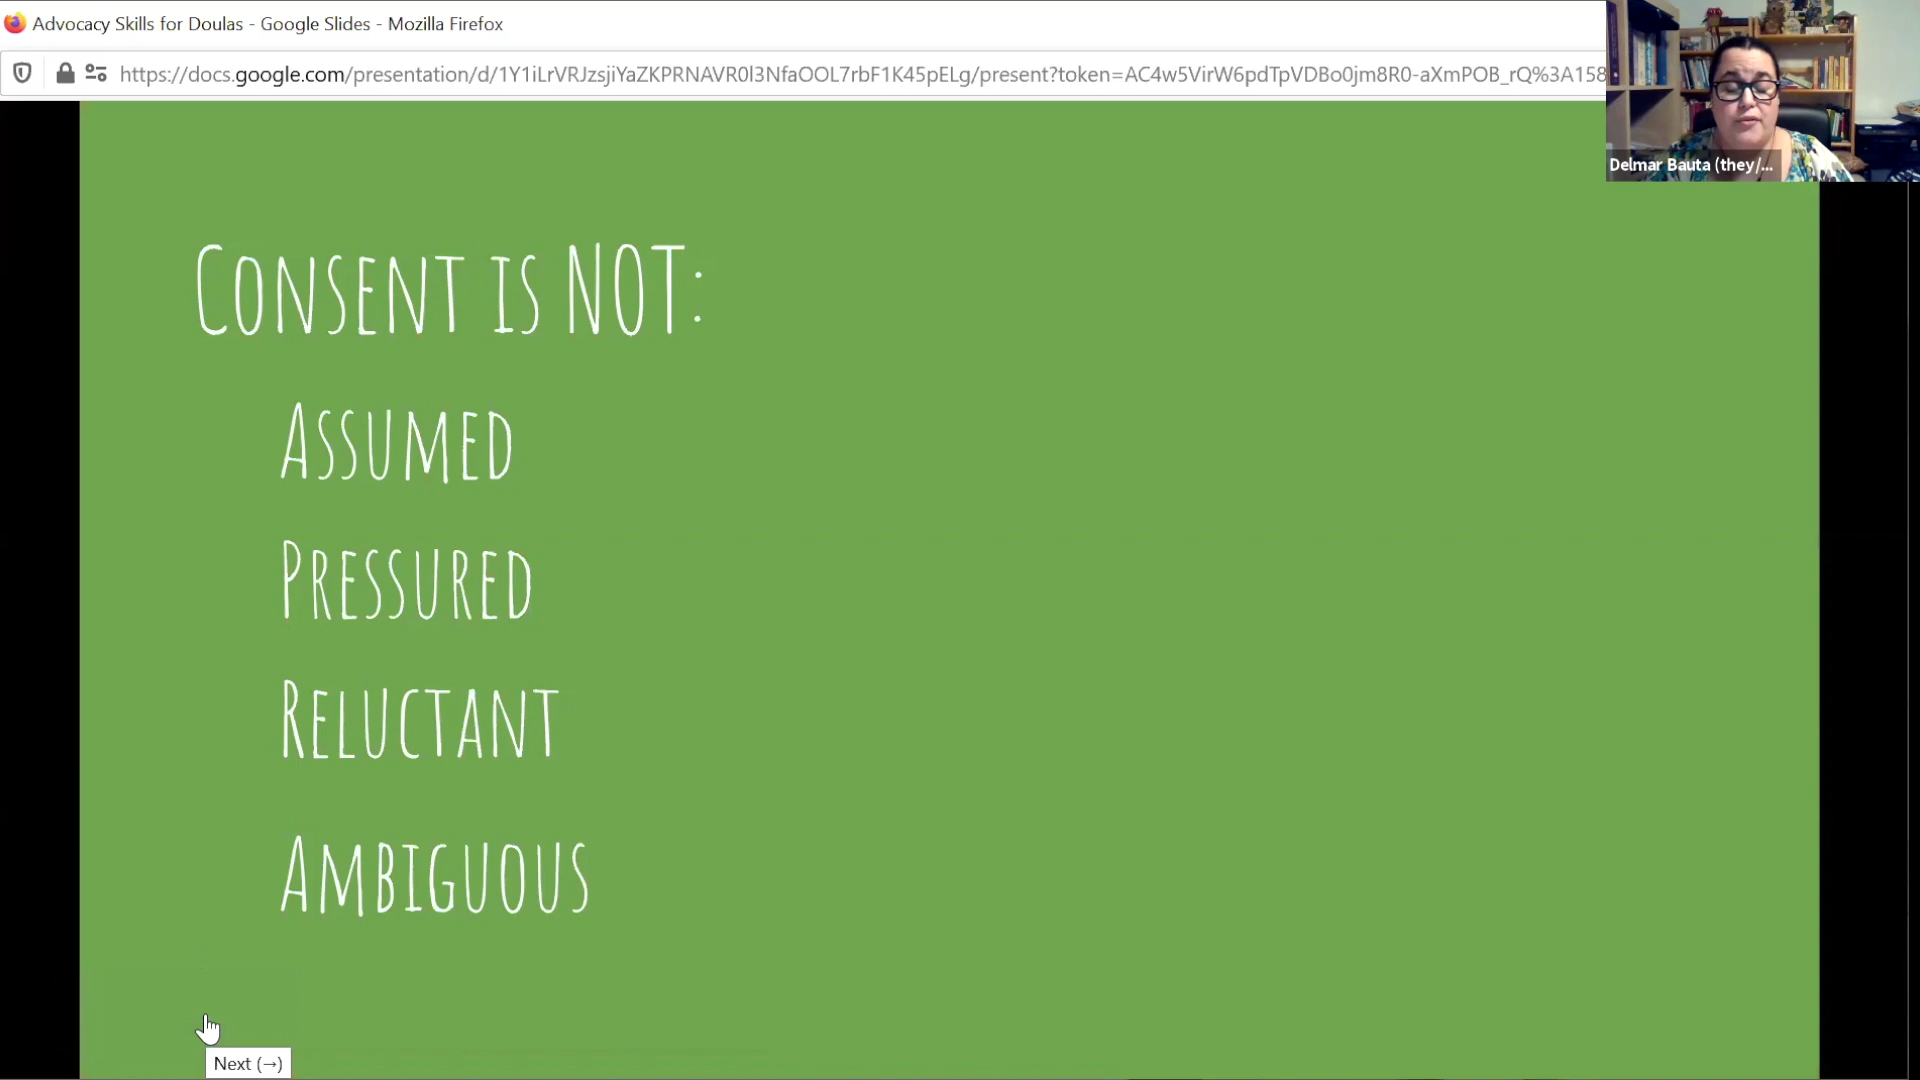 Advocacy Skills for Doulas - Google Slides - Mozilla Firefox
https://docs.google.com/presentation/d/1Y1iLrVRJzsjiYaZKPRNAVR0l3NfaOOL7rbF1K45pELg/present?token=AC4w5VirW6pdTpVDBo0jm8R0-aXmPOB_rQ%3A158
Delmar Bauta (they/...
Consent is NOT:
Assumed
Pressured
Reluctant
Ambiguous
Next (→)